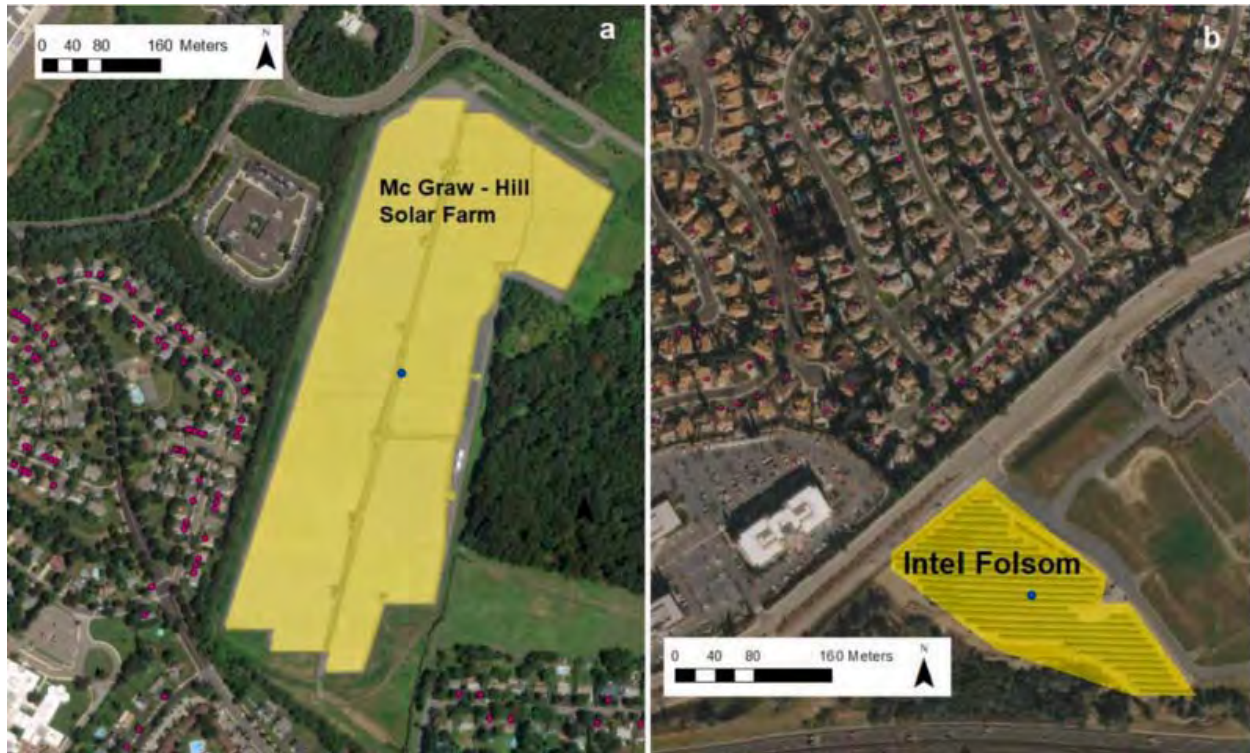 0 40 80 160 Meters
N
a
Mc Graw - Hill
Solar Farm
b
Intel Folsom
0 40 80 160 Meters
N